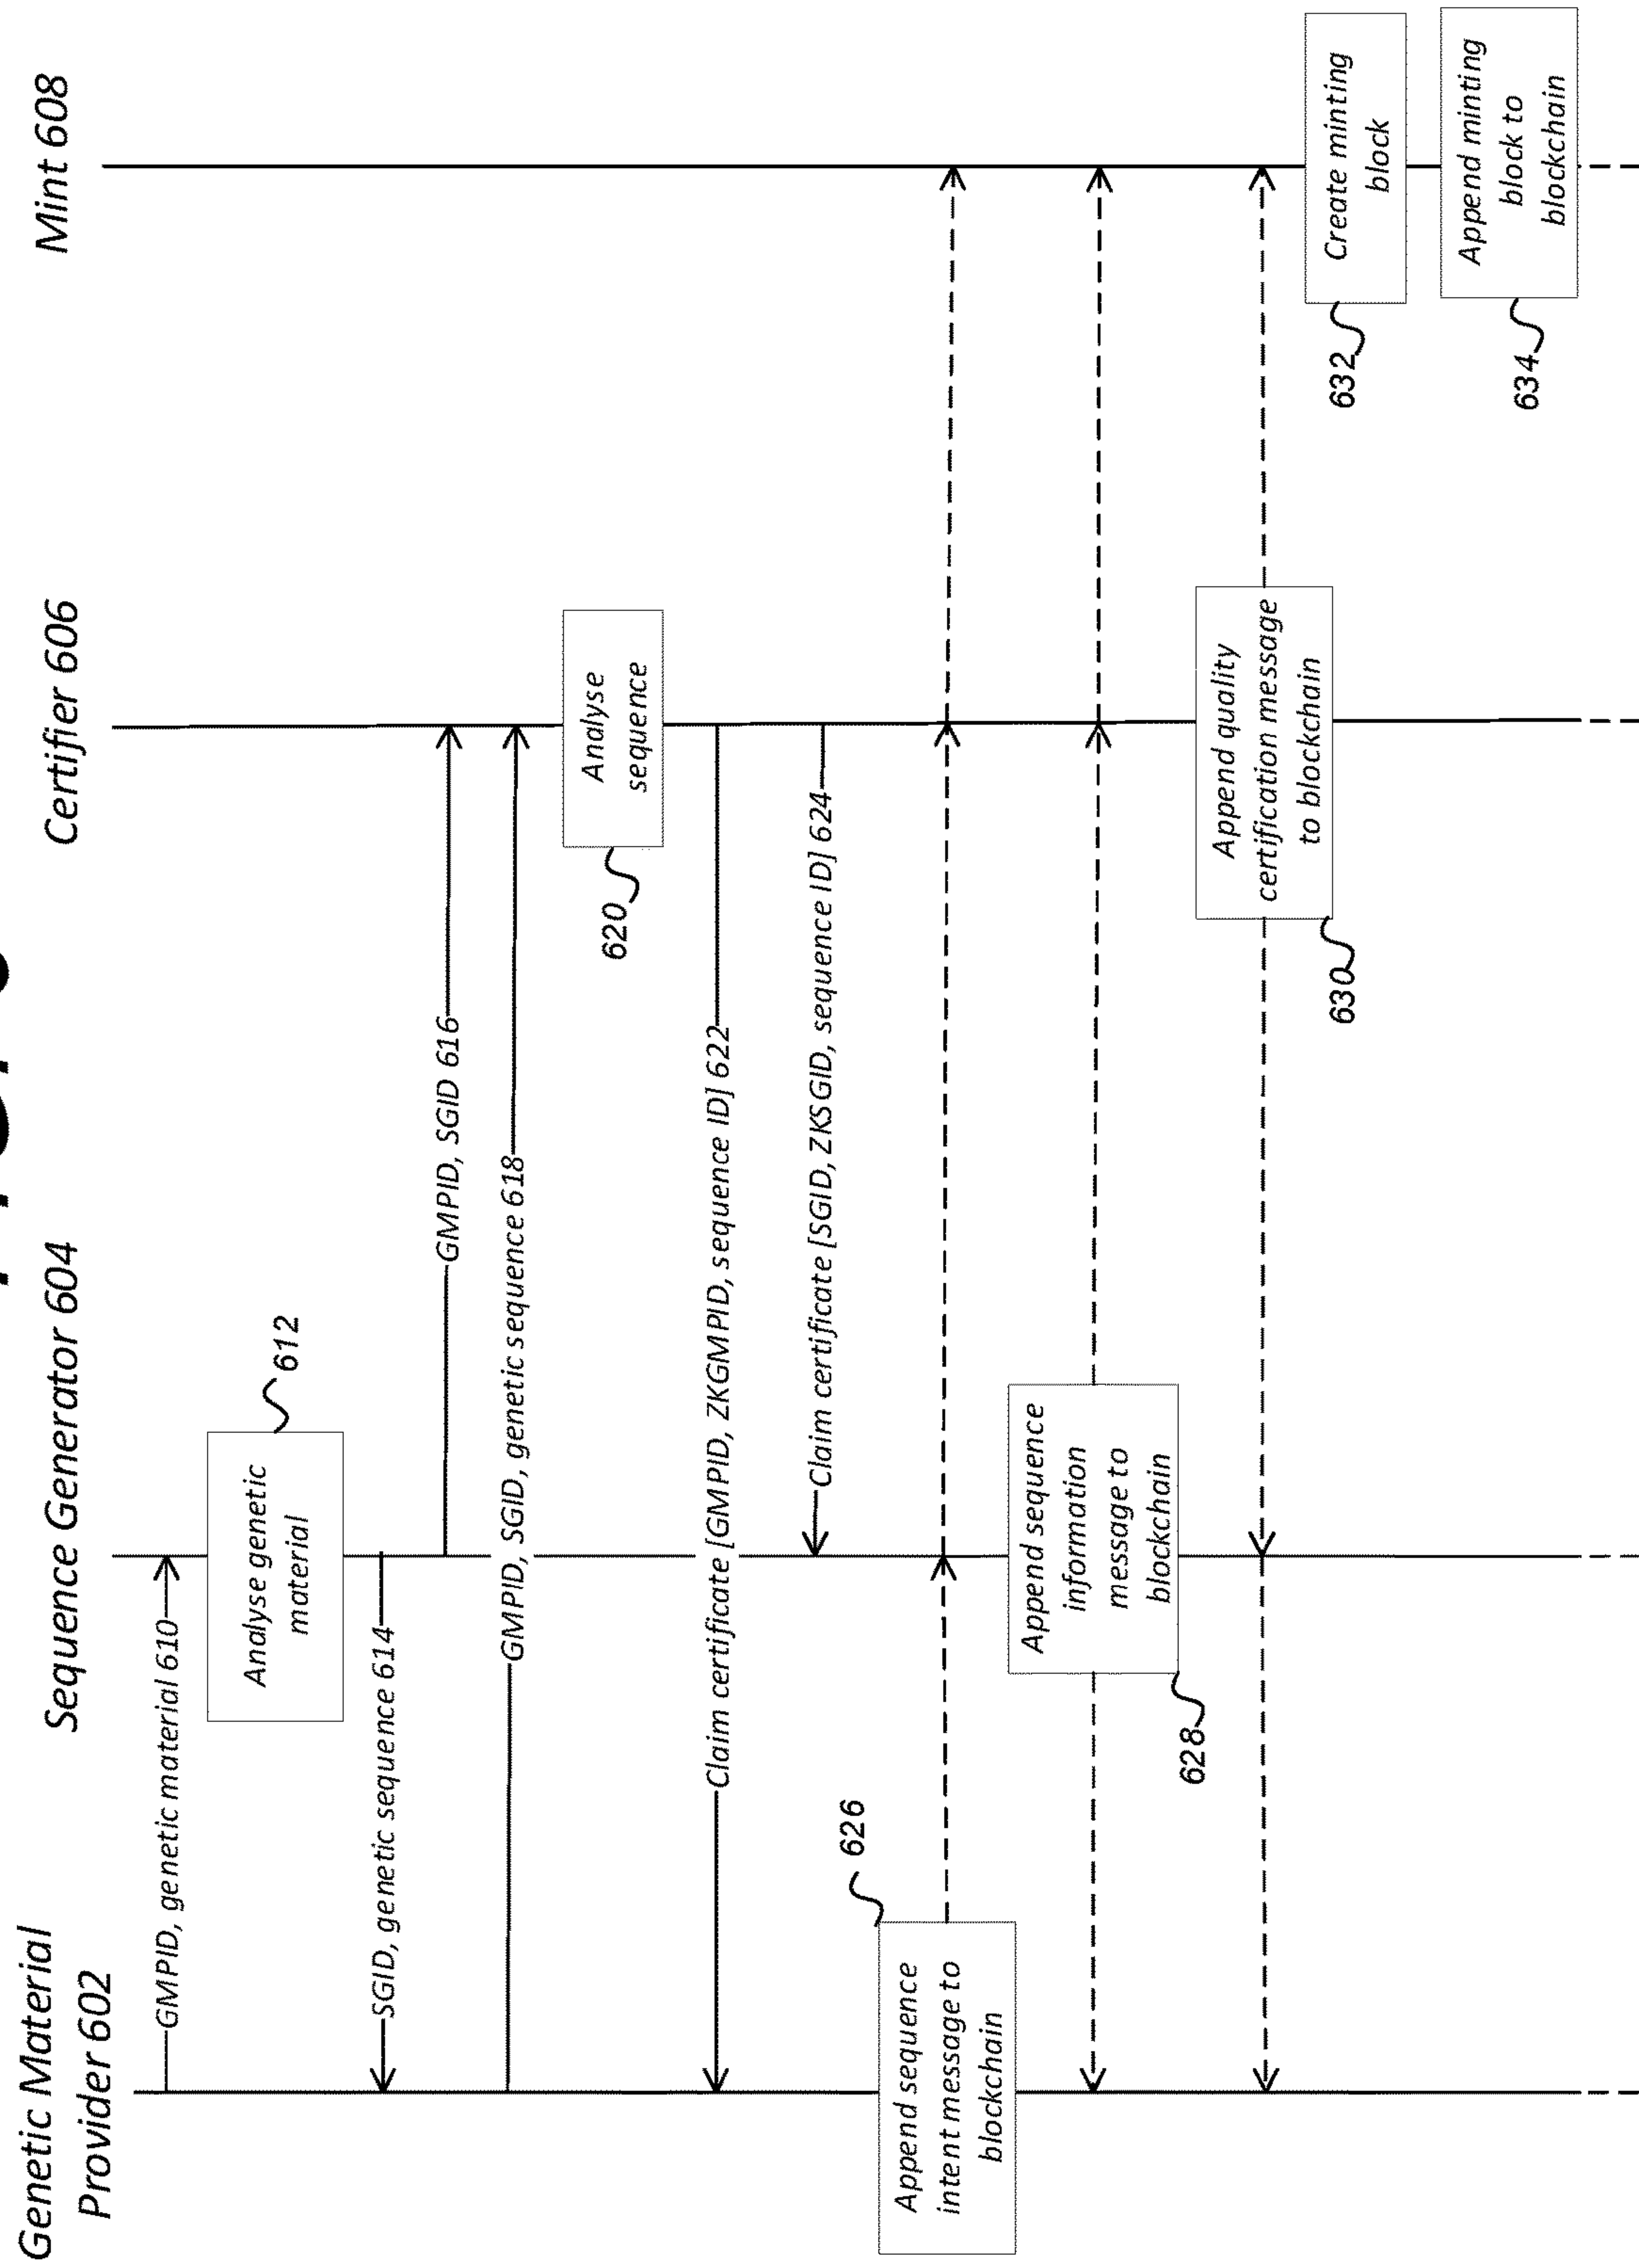 Genetic Material
Provider 602
Sequence Generator 604
Certifier 606
Mint 608
GMPID, genetic material 610
Analyse genetic
material
612
SGID, genetic sequence 614
GMPID, SGID 616
GMPID, SGID, genetic sequence 618
Analyse
sequence
620
Claim certificate [GMPID, ZKGMPID, sequence ID] 622
Claim certificate [SGID, ZKSGID, sequence ID] 624
Append sequence
intent message to
blockchain
626
Append sequence
information
message to
blockchain
628
Append quality
certification message
to blockchain
630
Create minting
block
632
Append minting
block to
blockchain
634